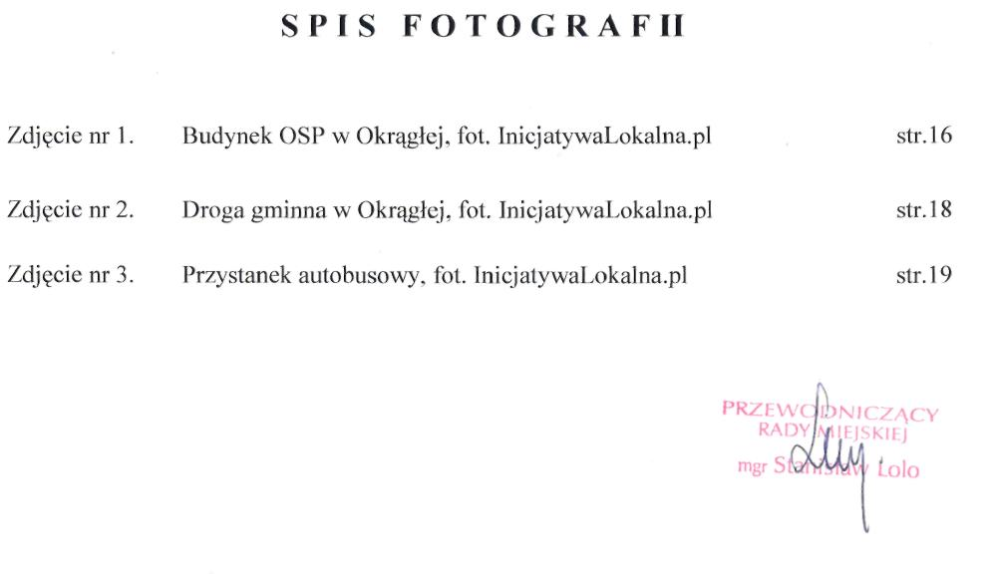 SPIS FOTOGRAFII
Zdjęcie nr 1. Budynek OSP w Okrągłej, fot. InicjatywaLokalna.pl str.16
Zdjęcie nr 2. Droga gminna w Okrągłej, fot. InicjatywaLokalna.pl str.18
Zdjęcie nr 3. Przystanek autobusowy, fot. InicjatywaLokalna.pl str.19
PRZEWODNICZĄCY
RADY MIEJSKIEJ
mgr Stanisław Lolo